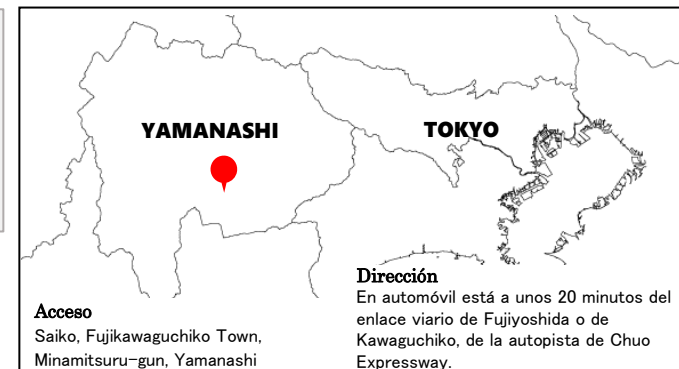 YAMANASHI
TOKYO
Acceso
Saiko, Fujikawaguchiko Town,
Minamitsuru-gun, Yamanashi
Dirección
En automóvil está a unos 20 minutos del
enlace viario de Fujiyoshida o de
Kawaguchiko, de la autopista de Chuo
Expressway.